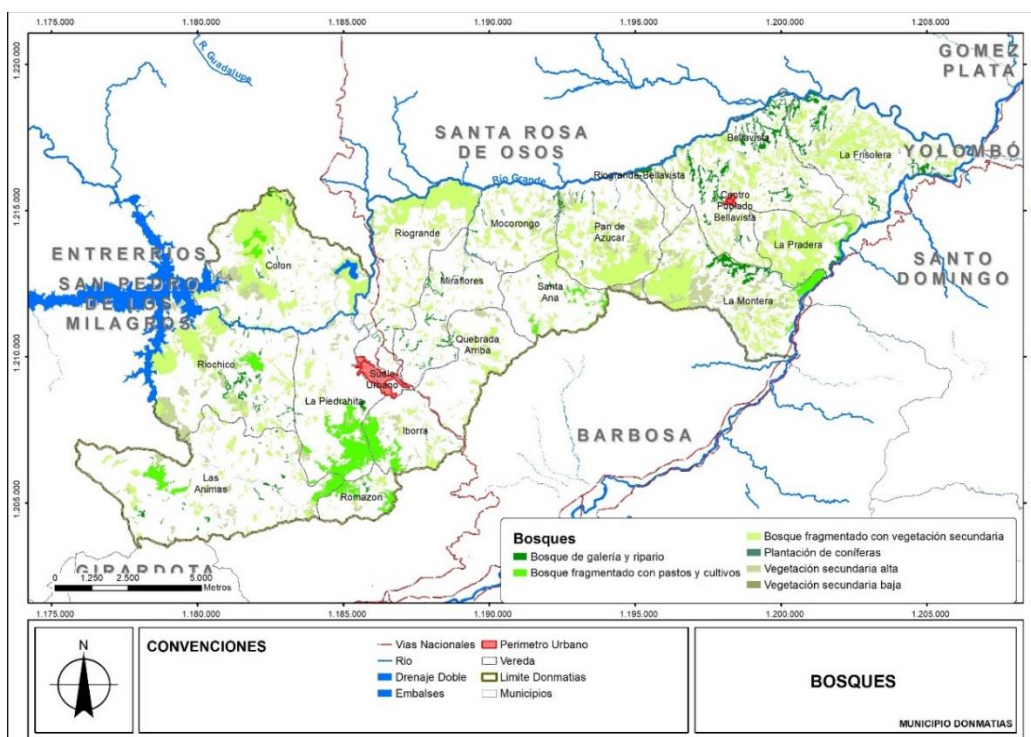 1.175.000 1.180.000 1.185.000 1.190.000 1.195.000 1.200.000 1.205.000
1.220.000
1.215.000
1.210.000
1.205.000
R. Guadalupe
GOMEZ
PLATA
SANTA ROSA
DE OSOS
Rio Grande
Bellavista
La Frisolera
YOLOMBÓ
Riogrande-Bellavista
Centro
Poblado
Bellavista
Riogrande
Mocorongo
Pan de
Azucar
La Pradera
ENTRERRIOS
SAN PEDRO
DE LOS
MILAGROS
Colon
Miraflores
Santa
Ana
La Montera
SANTO
DOMINGO
Quebrada
Arriba
Riochico
Suelo
Urbano
La Piedrahita
Iborra
BARBOSA
Las
Animas
Romazon
GIRARDOTA
0 1.250 2.500 5.000
Metros
Bosques
Bosque de galería y ripario
Bosque fragmentado con pastos y cultivos
Bosque fragmentado con vegetación secundaria
Plantación de coníferas
Vegetación secundaria alta
Vegetación secundaria baja
1.175.000 1.180.000 1.185.000 1.190.000 1.195.000 1.200.000 1.205.000
N
CONVENCIONES
Vias Nacionales
Rio
Drenaje Doble
Embalses
Perimetro Urbano
Vereda
Limite Donmatias
Municipios
BOSQUES
MUNICIPIO DONMATIAS